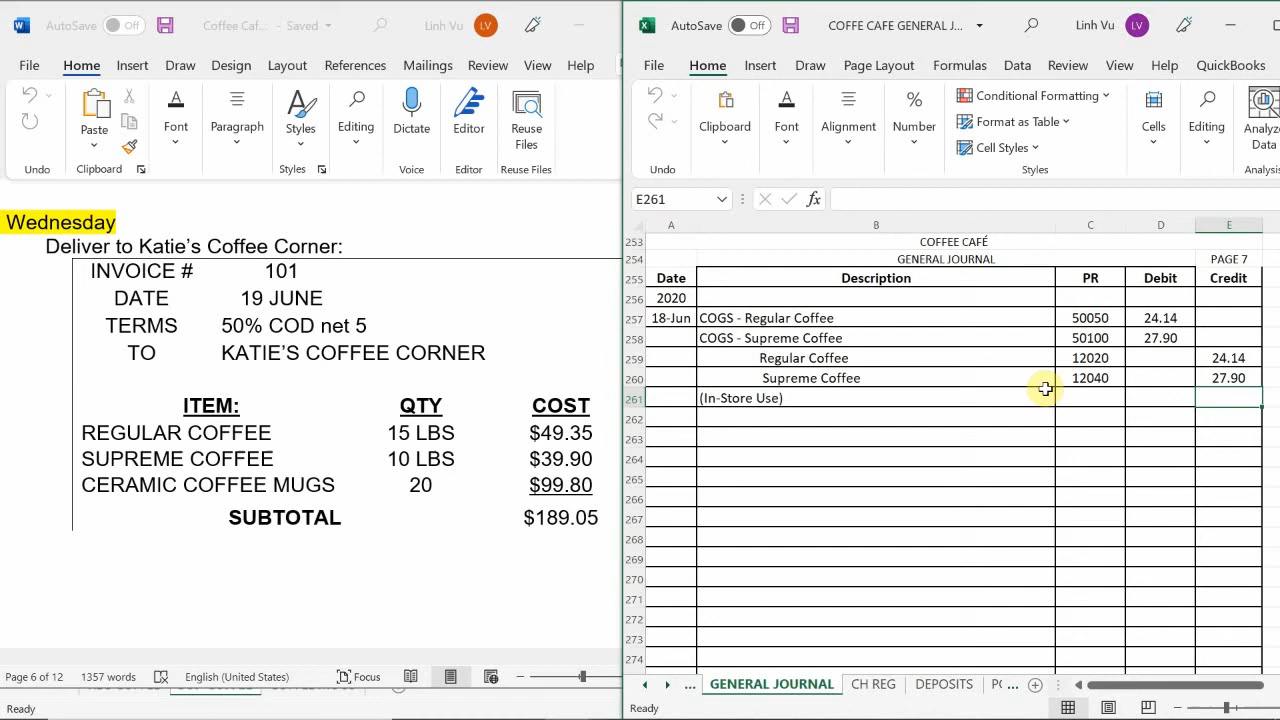 AutoSave Off Coffee Caf... - Saved Linh Vu LV
File Home Insert Draw Design Layout References Mailings Review View Help
Paste Font Paragraph Styles Editing Dictate Editor Reuse Files
Undo Clipboard Styles Voice Editor Reuse Files
Wednesday
Deliver to Katie's Coffee Corner:
INVOICE # 101
DATE 19 JUNE
TERMS 50% COD net 5
TO KATIE'S COFFEE CORNER
ITEM: QTY COST
REGULAR COFFEE 15 LBS $49.35
SUPREME COFFEE 10 LBS $39.90
CERAMIC COFFEE MUGS 20 $99.80
SUBTOTAL $189.05
Page 6 of 12 1357 words English (United States) Focus
Ready
AutoSave Off COFFE CAFE GENERAL J... Linh Vu LV
File Home Insert Draw Page Layout Formulas Data Review View Help QuickBooks
Clipboard Font Alignment Number Conditional Formatting Format as Table Cell Styles Cells Editing Analyze Data
Undo Styles Analysis
E261 fx
A B C D E
253 COFFEE CAFÉ
254 GENERAL JOURNAL PAGE 7
255 Date Description PR Debit Credit
256 2020
257 18-Jun COGS - Regular Coffee 50050 24.14
258 COGS - Supreme Coffee 50100 27.90
259 Regular Coffee 12020 24.14
260 Supreme Coffee 12040 27.90
261 (In-Store Use)
262
263
264
265
266
267
268
269
270
271
272
273
274
... GENERAL JOURNAL CH REG DEPOSITS PC ...
Ready